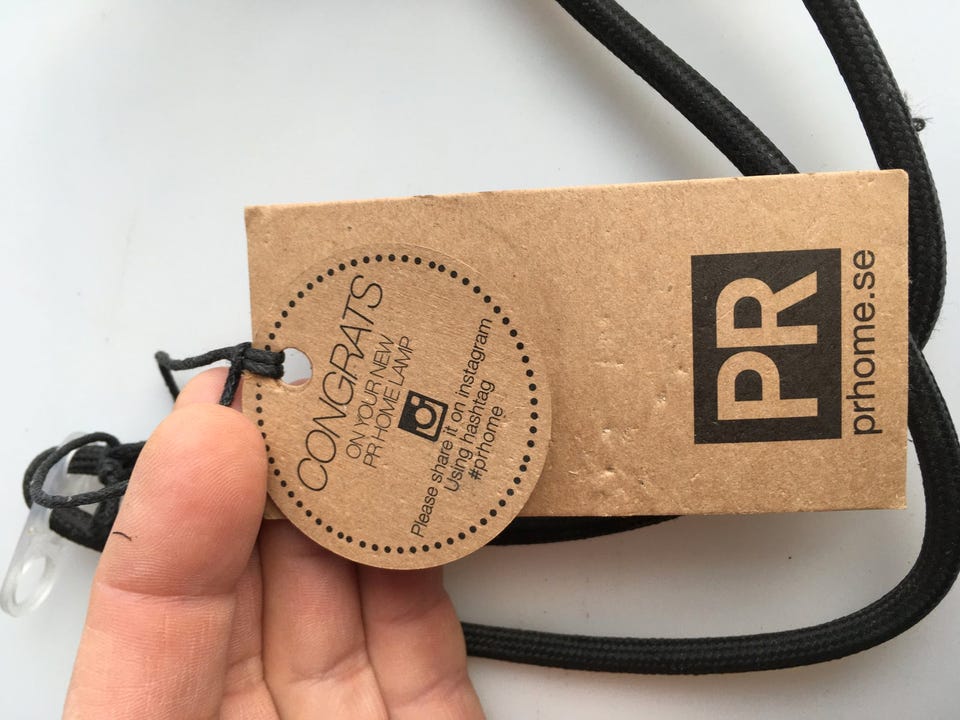 CONGRATS
ON YOUR NEW
PR HOME LAMP
Please share it on instagram
Using hashtag
#prhome
PR
prhome.se